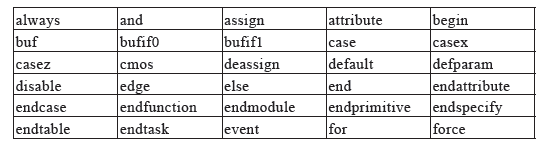 always and assign attribute begin
buf bufif0 bufif1 case casex
casez cmos deassign default defparam
disable edge else end endattribute
endcase endfunction endmodule endprimitive endspecify
endtable endtask event for force